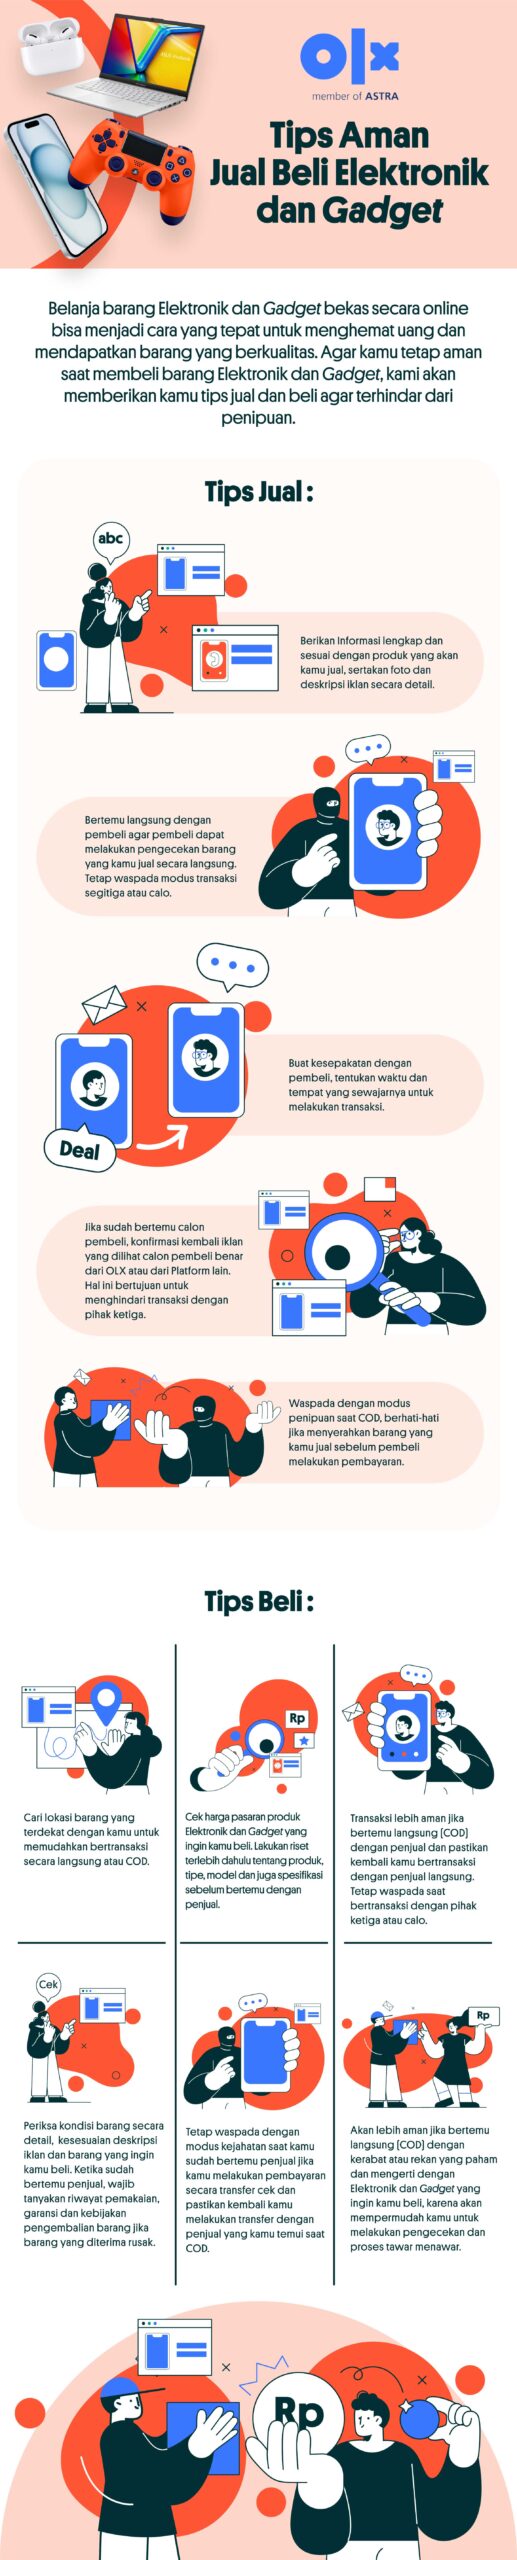 olx
member of ASTRA
Tips Aman
Jual Beli Elektronik
dan Gadget
Belanja barang Elektronik dan Gadget bekas secara online
bisa menjadi cara yang tepat untuk menghemat uang dan
mendapatkan barang yang berkualitas. Agar kamu tetap aman
saat membeli barang Elektronik dan Gadget, kami akan
memberikan kamu tips jual dan beli agar terhindar dari
penipuan.
Tips Jual :
abc
Berikan Informasi lengkap dan
sesuai dengan produk yang akan
kamu jual, sertakan foto dan
deskripsi iklan secara detail.
Bertemu langsung dengan
pembeli agar pembeli dapat
melakukan pengecekan barang
yang kamu jual secara langsung.
Tetap waspada modus transaksi
segitiga atau calo.
Buat kesepakatan dengan
pembeli, tentukan waktu dan
tempat yang sewajarnya untuk
melakukan transaksi.
Deal
Jika sudah bertemu calon
pembeli, konfirmasi kembali iklan
yang dilihat calon pembeli benar
dari OLX atau dari Platform lain.
Hal ini bertujuan untuk
menghindari transaksi dengan
pihak ketiga.
Waspada dengan modus
penipuan saat COD, berhati-hati
jika menyerahkan barang yang
kamu jual sebelum pembeli
melakukan pembayaran.
Tips Beli :
Cari lokasi barang yang
terdekat dengan kamu untuk
memudahkan bertransaksi
secara langsung atau COD.
Rp
Cek harga pasaran produk
Elektronik dan Gadget yang
ingin kamu beli. Lakukan riset
terlebih dahulu tentang produk,
tipe, model dan juga spesifikasi
sebelum bertemu dengan
penjual.
Transaksi lebih aman jika
bertemu langsung (COD)
dengan penjual dan pastikan
kembali kamu bertransaksi
dengan penjual langsung.
Tetap waspada saat
bertransaksi dengan pihak
ketiga atau calo.
Cek
Periksa kondisi barang secara
detail, kesesuaian deskripsi
iklan dan barang yang ingin
kamu beli. Ketika sudah
bertemu penjual, wajib
tanyakan riwayat pemakaian,
garansi dan kebijakan
pengembalian barang jika
barang yang diterima rusak.
Tetap waspada dengan
modus kejahatan saat kamu
sudah bertemu penjual jika
kamu melakukan pembayaran
secara transfer cek dan
pastikan kembali kamu
melakukan transfer dengan
penjual yang kamu temui saat
COD.
Rp
Akan lebih aman jika bertemu
langsung (COD) dengan
kerabat atau rekan yang paham
dan mengerti dengan
Elektronik dan Gadget yang
ingin kamu beli, karena akan
mempermudah kamu untuk
melakukan pengecekan dan
proses tawar menawar.
Rp